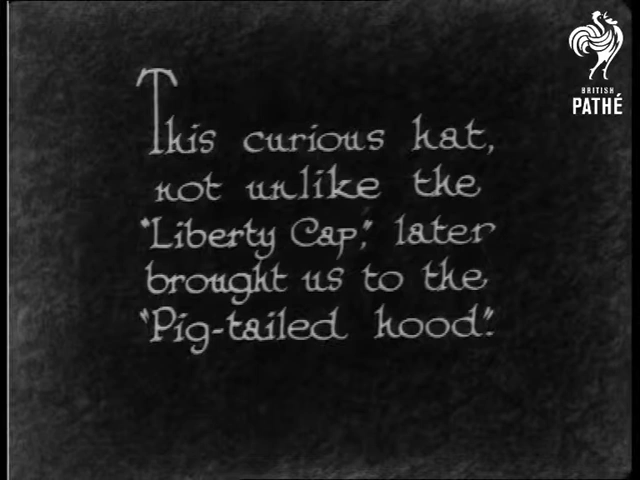 BRITISH
PATHÉ
This curious hat,
not unlike the
"Liberty Cap," later
brought us to the
"Pig-tailed hood".